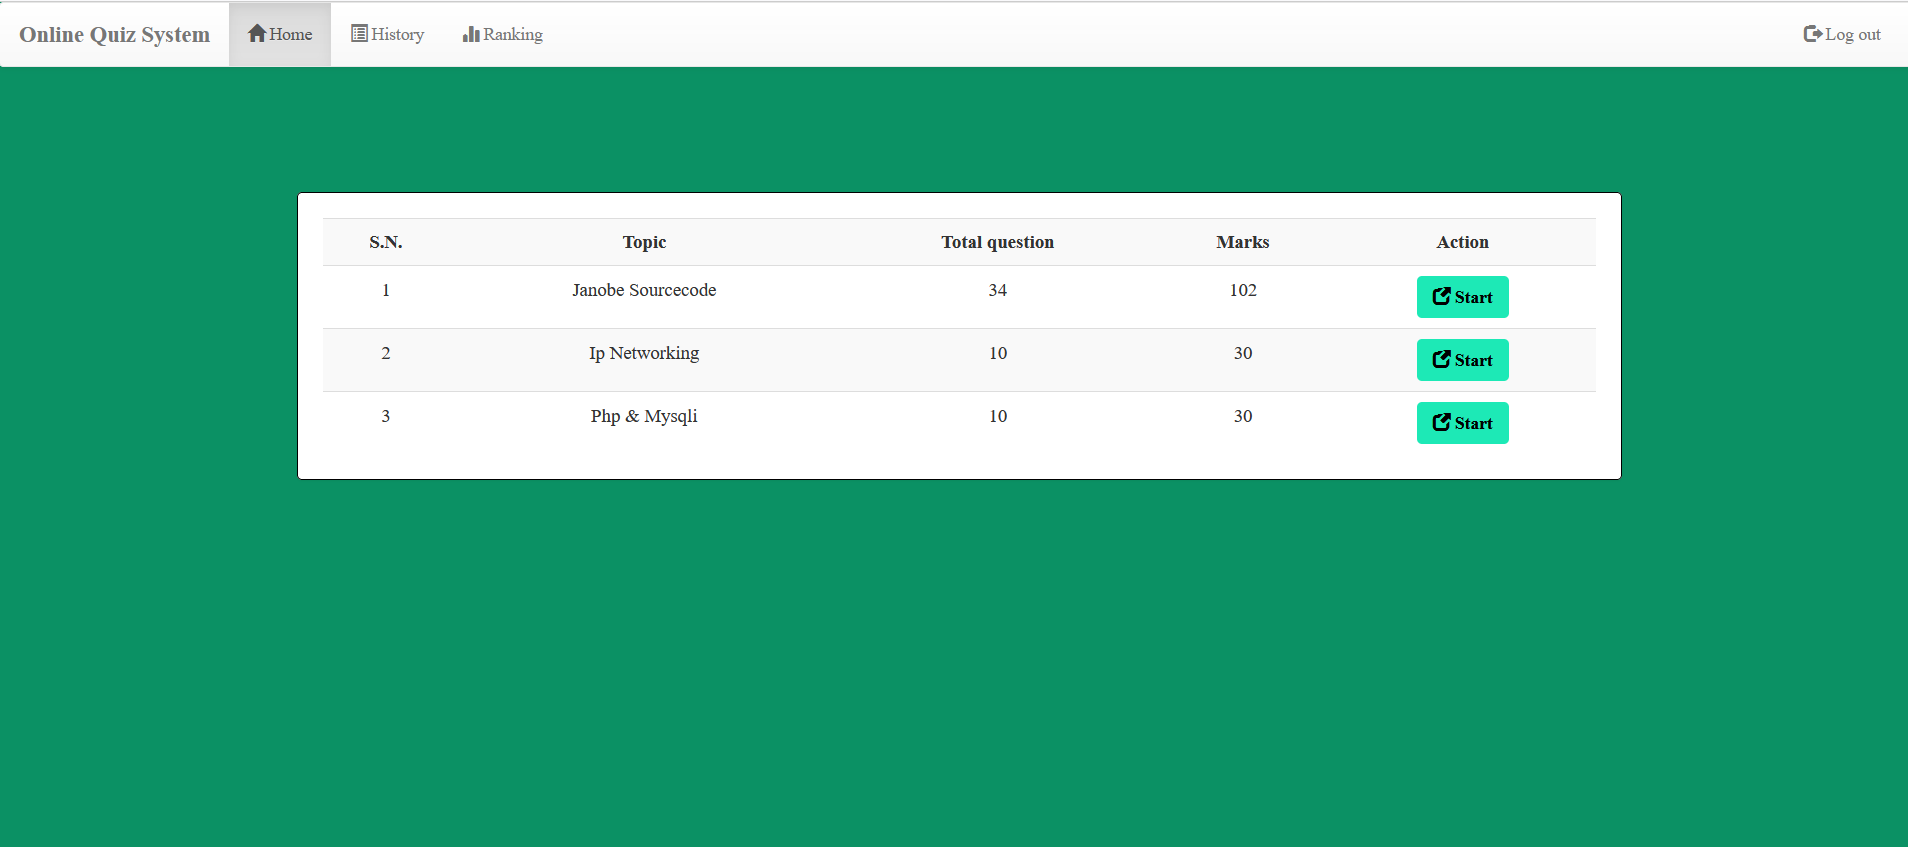 Online Quiz System Home History Ranking Log out
S.N. Topic Total question Marks Action
1 Janobe Sourcecode 34 102 Start
2 Ip Networking 10 30 Start
3 Php & Mysqli 10 30 Start